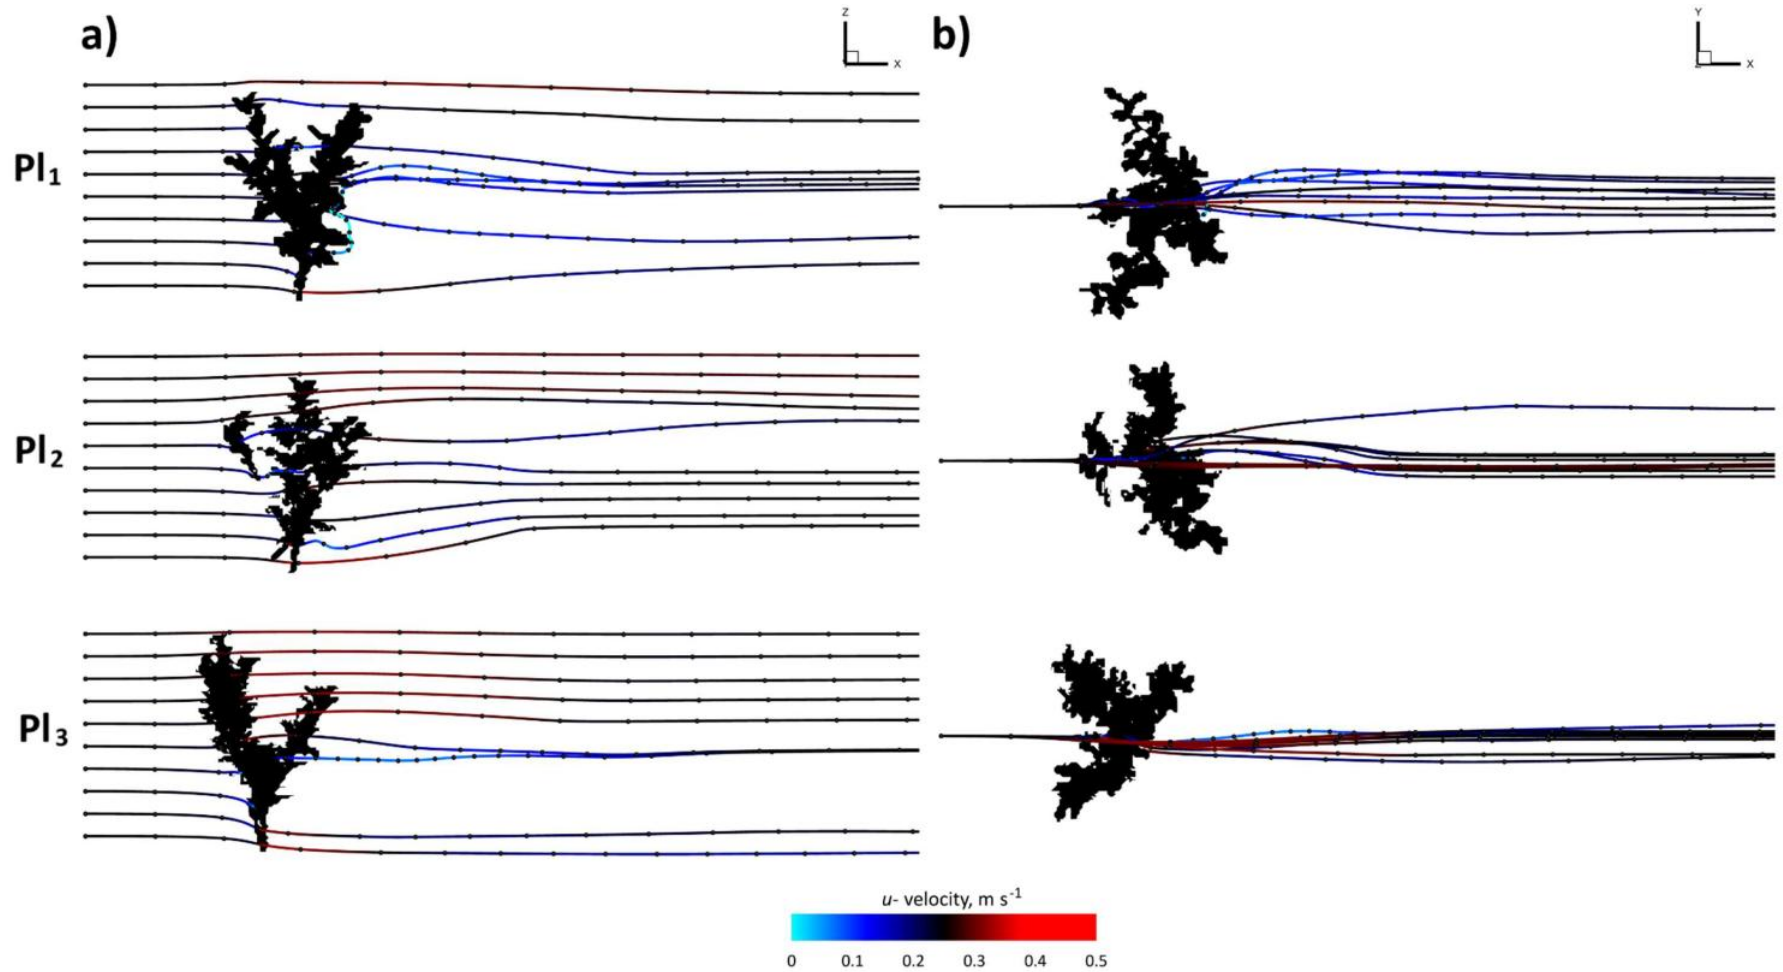 a)
Z
X
b)
Y
Z
X
Pl1
Pl2
Pl3
u- velocity, m s-1
0 0.1 0.2 0.3 0.4 0.5